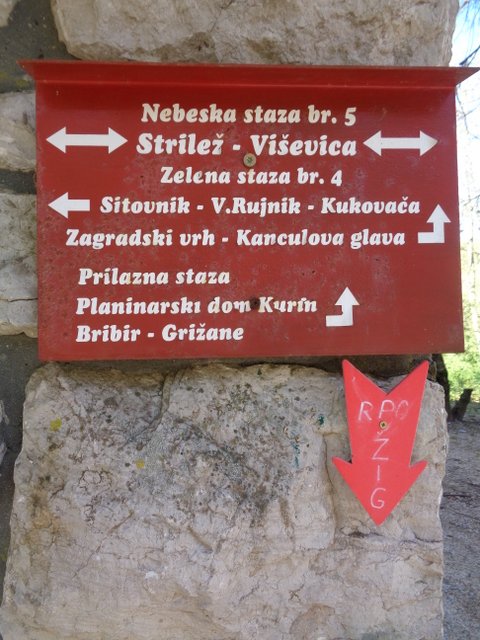 Nebeska staza br. 5
Strilež - Viševica
Zelena staza br. 4
Sitovnik - V.Rujnik - Kukovača
Zagradski vrh - Kanculova glava
Prilazna staza
Planinarski dom Kurin
Bribir - Grižane
RPO
ŽIG